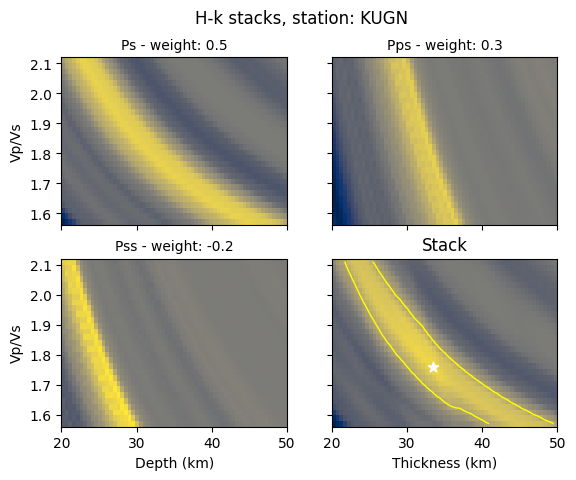 H-k stacks, station: KUGN
Ps - weight: 0.5
Pps - weight: 0.3
Vp/Vs
2.1
2.0
1.9
1.8
1.7
1.6
Pss - weight: -0.2
Stack
Vp/Vs
2.1
2.0
1.9
1.8
1.7
1.6
20 30 40 50
20 30 40 50
Depth (km)
Thickness (km)